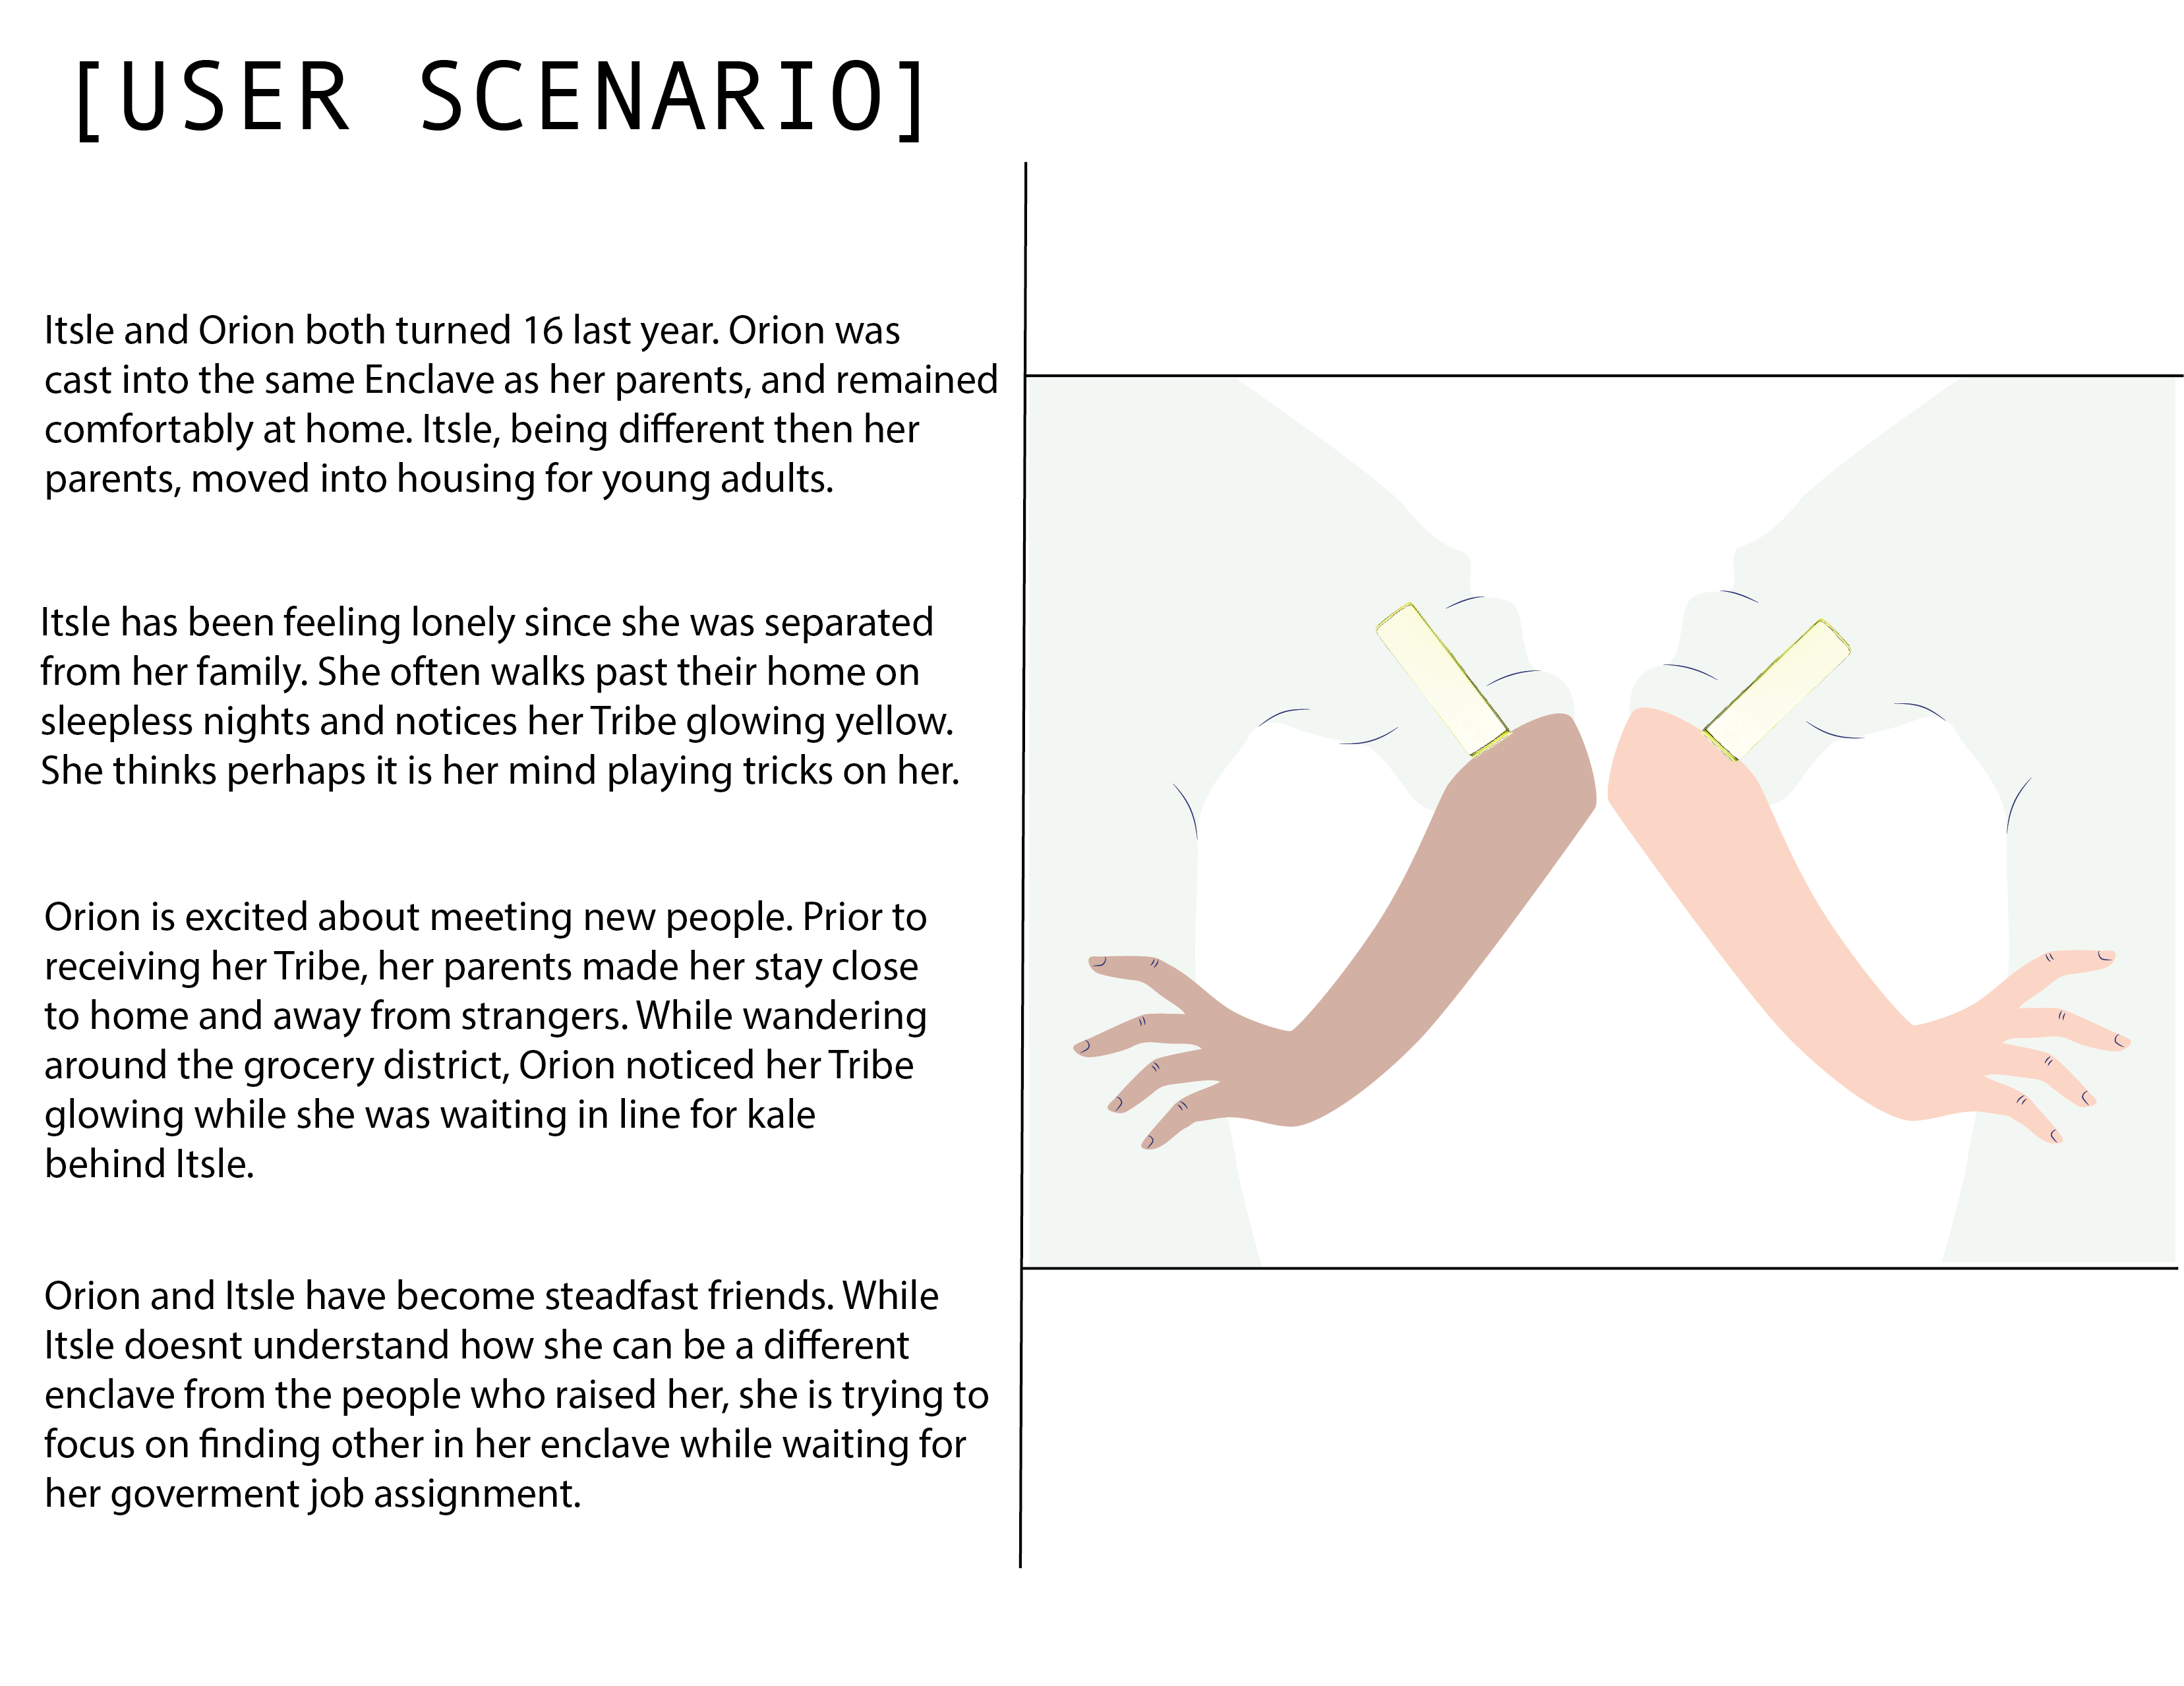 [USER SCENARIO]
Itsle and Orion both turned 16 last year. Orion was
cast into the same Enclave as her parents, and remained
comfortably at home. Itsle, being different then her
parents, moved into housing for young adults.
Itsle has been feeling lonely since she was separated
from her family. She often walks past their home on
sleepless nights and notices her Tribe glowing yellow.
She thinks perhaps it is her mind playing tricks on her.
Orion is excited about meeting new people. Prior to
receiving her Tribe, her parents made her stay close
to home and away from strangers. While wandering
around the grocery district, Orion noticed her Tribe
glowing while she was waiting in line for kale
behind Itsle.
Orion and Itsle have become steadfast friends. While
Itsle doesnt understand how she can be a different
enclave from the people who raised her, she is trying to
focus on finding other in her enclave while waiting for
her goverment job assignment.